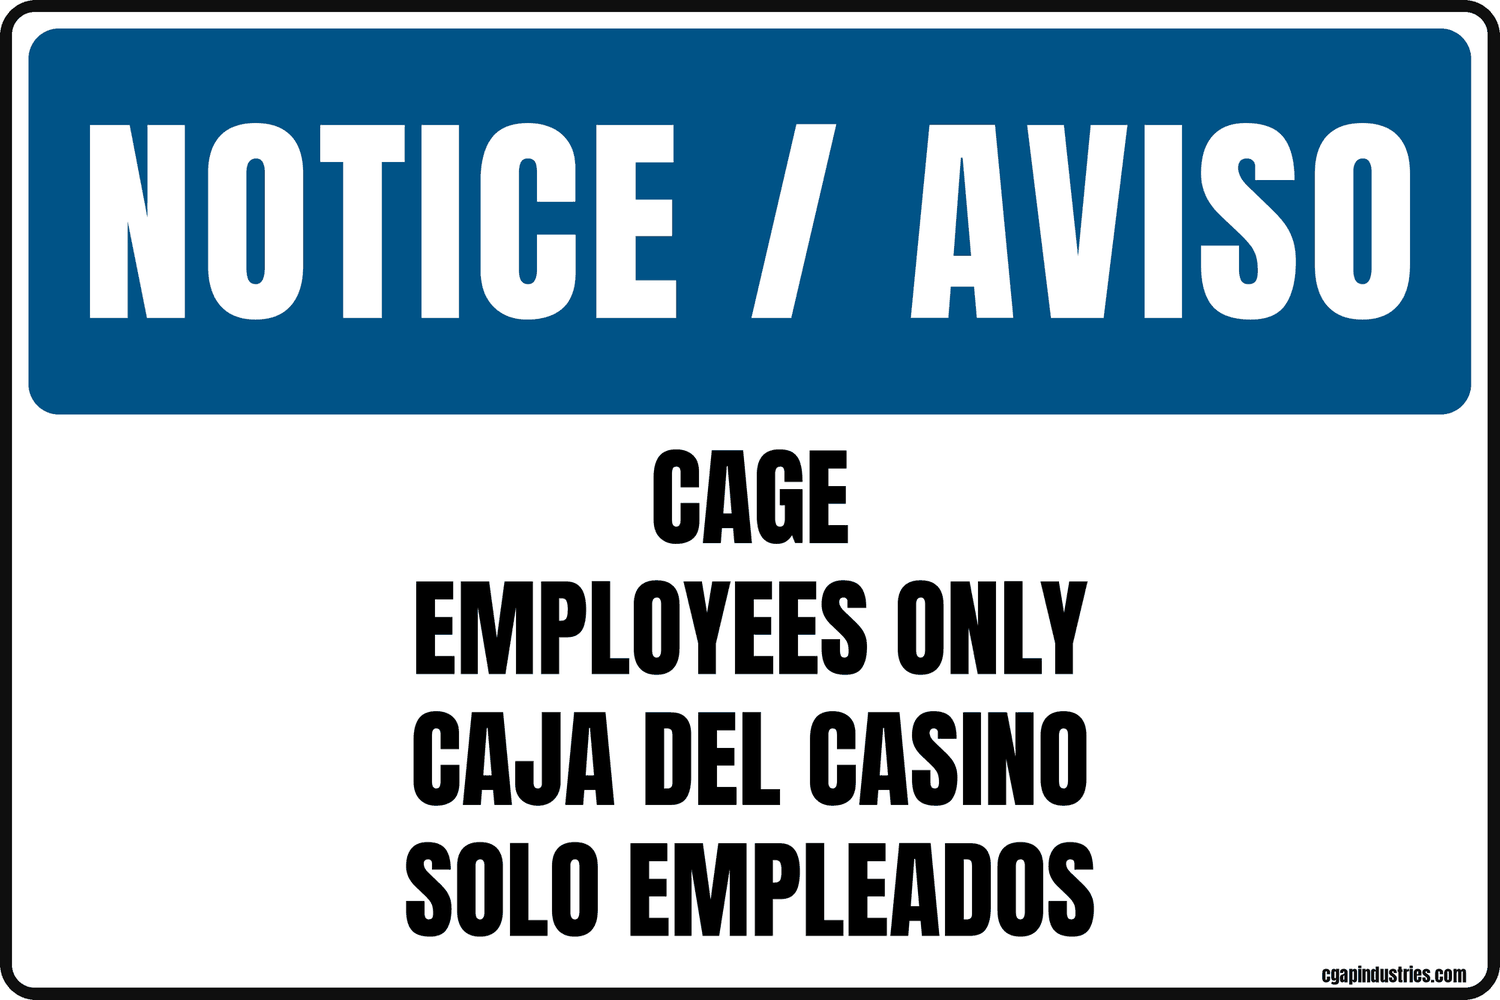 NOTICE / AVISO
CAGE
EMPLOYEES ONLY
CAJA DEL CASINO
SOLO EMPLEADOS
cgapindustries.com